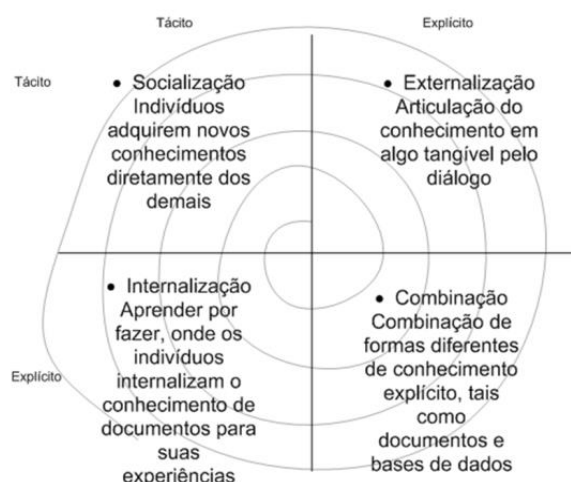 Tácito
Explícito
Tácito
• Socialização
Indivíduos
adquirem novos
conhecimentos
diretamente dos
demais
• Externalização
Articulação do
conhecimento em
algo tangível pelo
diálogo
Explícito
• Internalização
Aprender por
fazer, onde os
indivíduos
internalizam o
conhecimento de
documentos para
suas
experiências
• Combinação
Combinação de
formas diferentes
de conhecimento
explícito, tais
como
documentos e
bases de dados